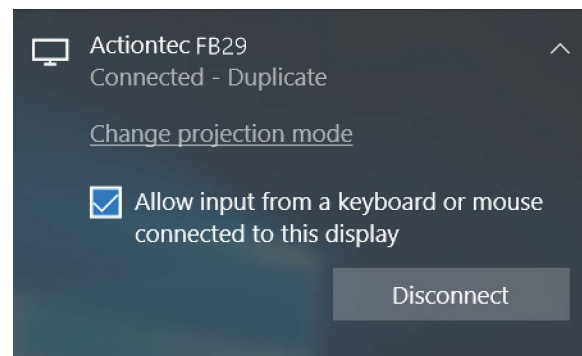 Actiontec FB29
Connected - Duplicate
Change projection mode
Allow input from a keyboard or mouse
connected to this display
Disconnect